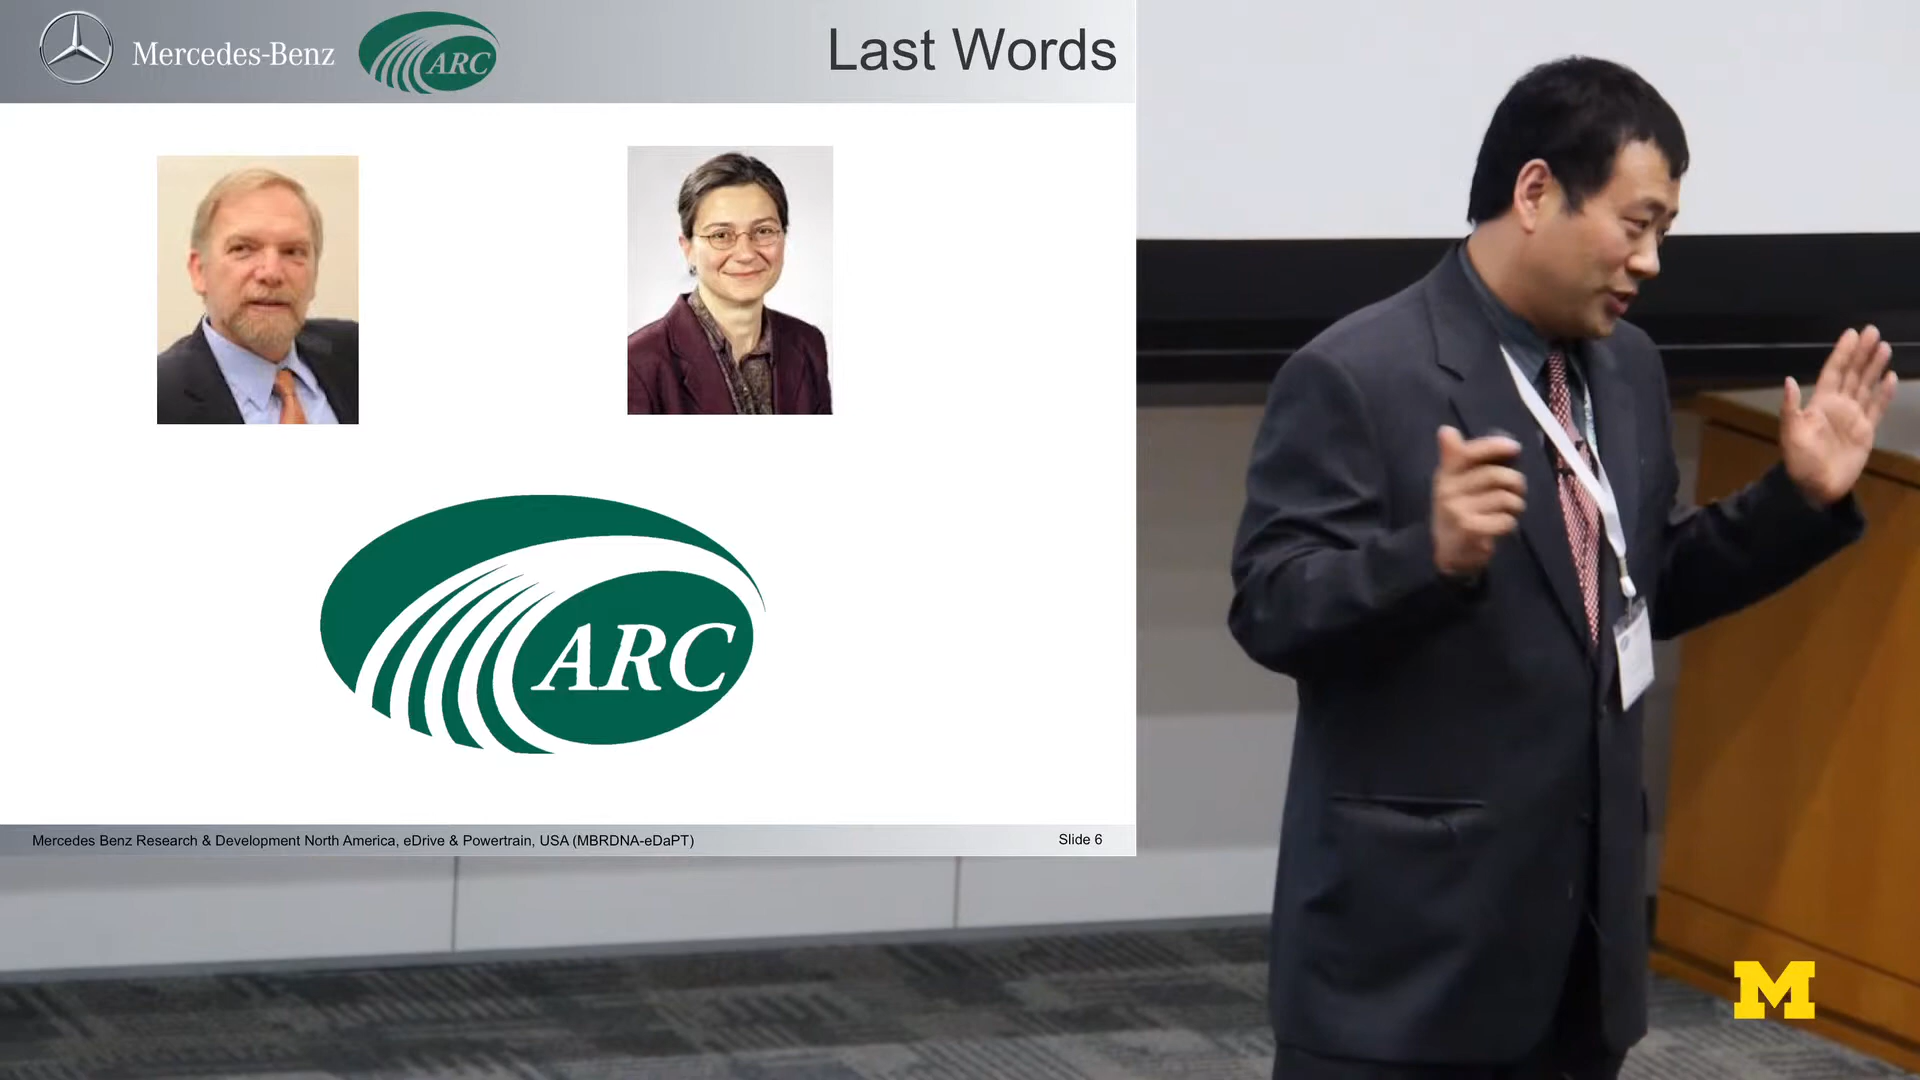 Mercedes-Benz
ARC
Last Words
ARC
Mercedes Benz Research & Development North America, eDrive & Powertrain, USA (MBRDNA-eDaPT)
Slide 6
M